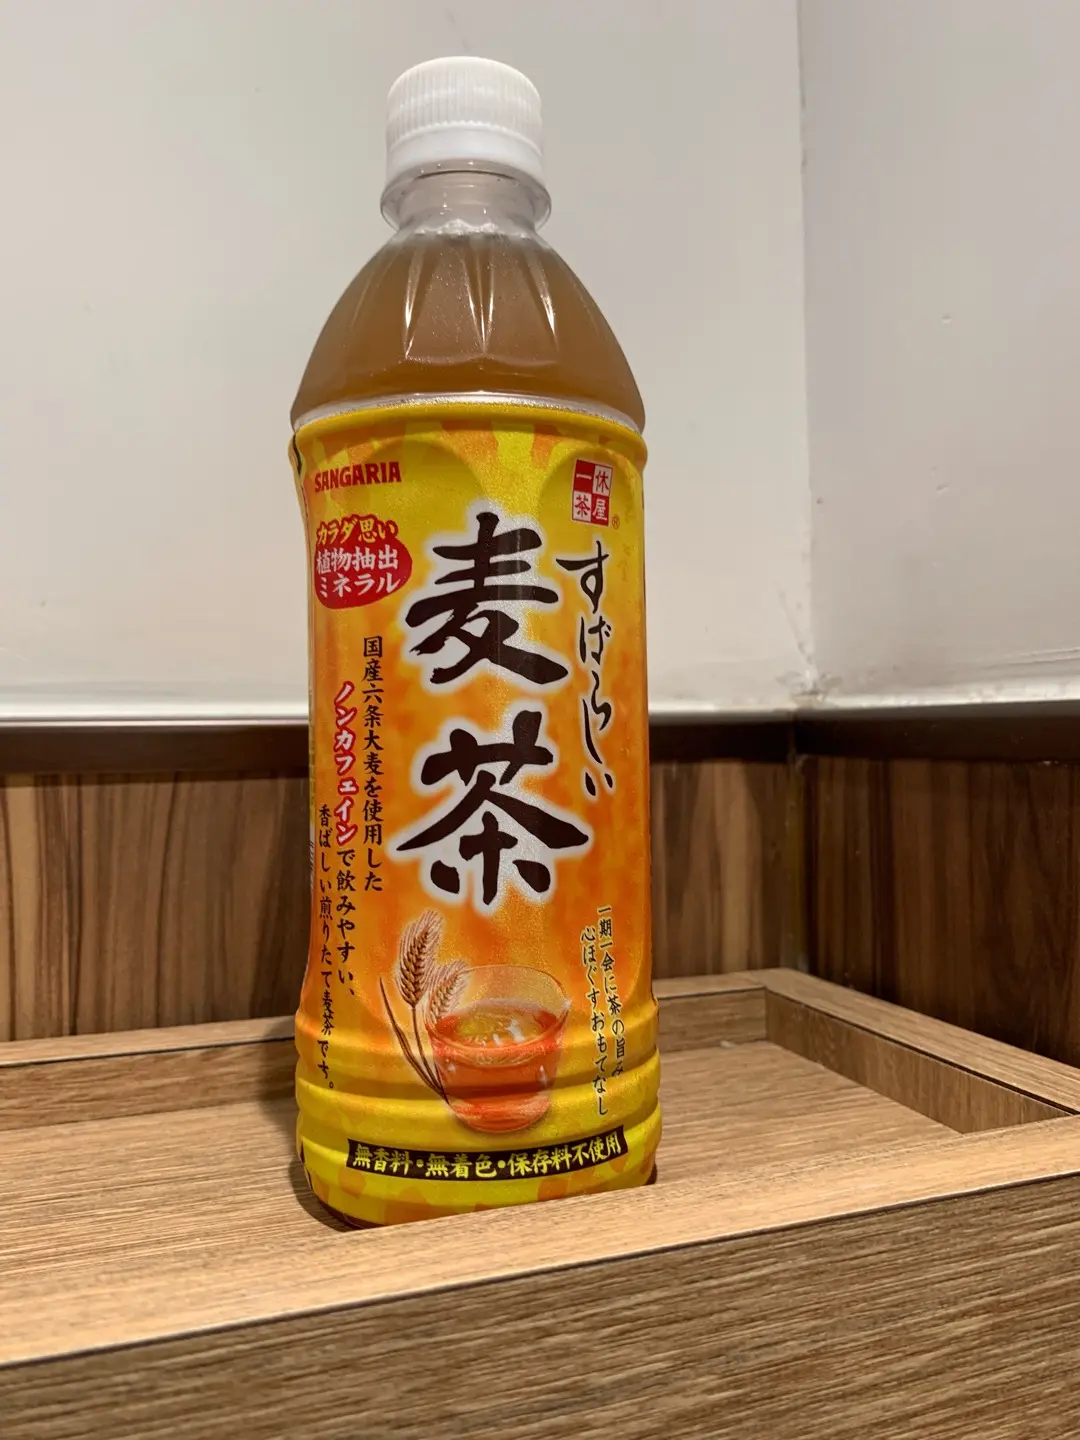 SANGARIA
一休
茶屋
®
カラダ思い
植物抽出
ミネラル
すばらしい
麦茶
国産六条大麦を使用した
ノンカフェインで飲みやすい、
香ばしい煎りたて麦茶です。
一期一会に茶の旨み
心ほぐすおもてなし
無香料・無着色・保存料不使用